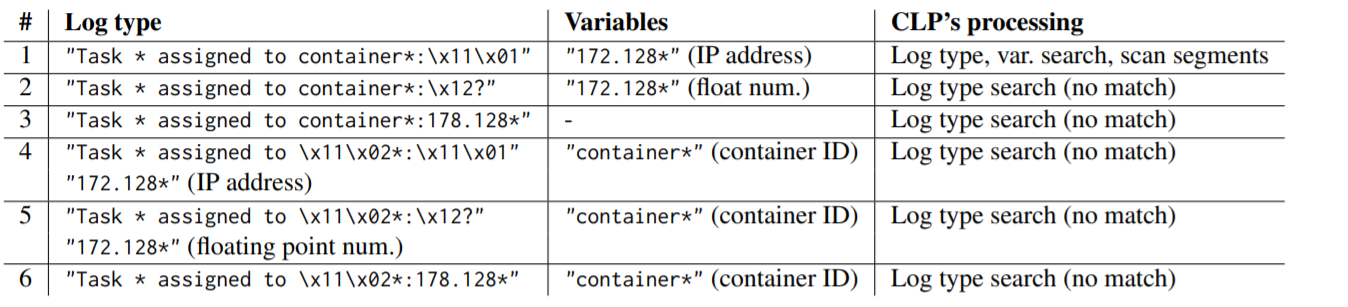 # Log type Variables CLP's processing
1 "Task * assigned to container*:\x11\x01" "172.128*" (IP address) Log type, var. search, scan segments
2 "Task * assigned to container*:\x12?" "172.128*" (float num.) Log type search (no match)
3 "Task * assigned to container*:178.128*" - Log type search (no match)
4 "Task * assigned to \x11\x02*:\x11\x01" "container*" (container ID) Log type search (no match)
"172.128*" (IP address)
5 "Task * assigned to \x11\x02*:\x12?" "container*" (container ID) Log type search (no match)
"172.128*" (floating point num.)
6 "Task * assigned to \x11\x02*:178.128*" "container*" (container ID) Log type search (no match)